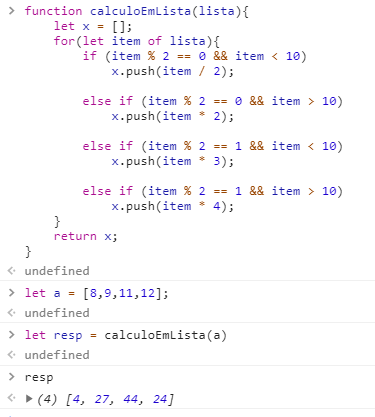 > function calculoEmLista(lista){
    let x = [];
    for(let item of lista){
        if (item % 2 == 0 && item < 10)
            x.push(item / 2);

        else if (item % 2 == 0 && item > 10)
            x.push(item * 2);

        else if (item % 2 == 1 && item < 10)
            x.push(item * 3);

        else if (item % 2 == 1 && item > 10)
            x.push(item * 4);
    }
    return x;
}
undefined
> let a = [8,9,11,12];
undefined
> let resp = calculoEmLista(a)
undefined
> resp
▶(4) [4, 27, 44, 24]